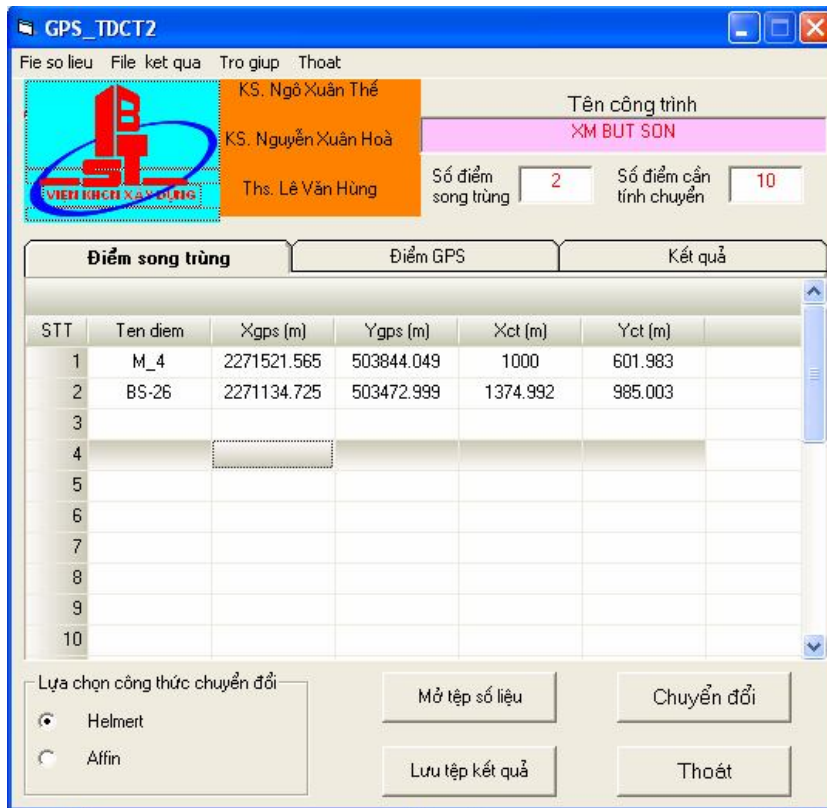 GPS_TDCT2
Fie so lieu File ket qua Tro giup Thoat
IBST
VIEN KHCN XAY DUNG
KS. Ngô Xuân Thế
KS. Nguyễn Xuân Hoà
Ths. Lê Văn Hùng
Tên công trình
XM BUT SON
Số điểm song trùng 2
Số điểm cần tính chuyển 10
Điểm song trùng Điểm GPS Kết quả
STT Ten diem Xgps (m) Ygps (m) Xct (m) Yct (m)
1 M_4 2271521.565 503844.049 1000 601.983
2 BS-26 2271134.725 503472.999 1374.992 985.003
3
4
5
6
7
8
9
10
Lựa chọn công thức chuyển đổi
Helmert
Affin
Mở tệp số liệu
Chuyển đổi
Lưu tệp kết quả
Thoát